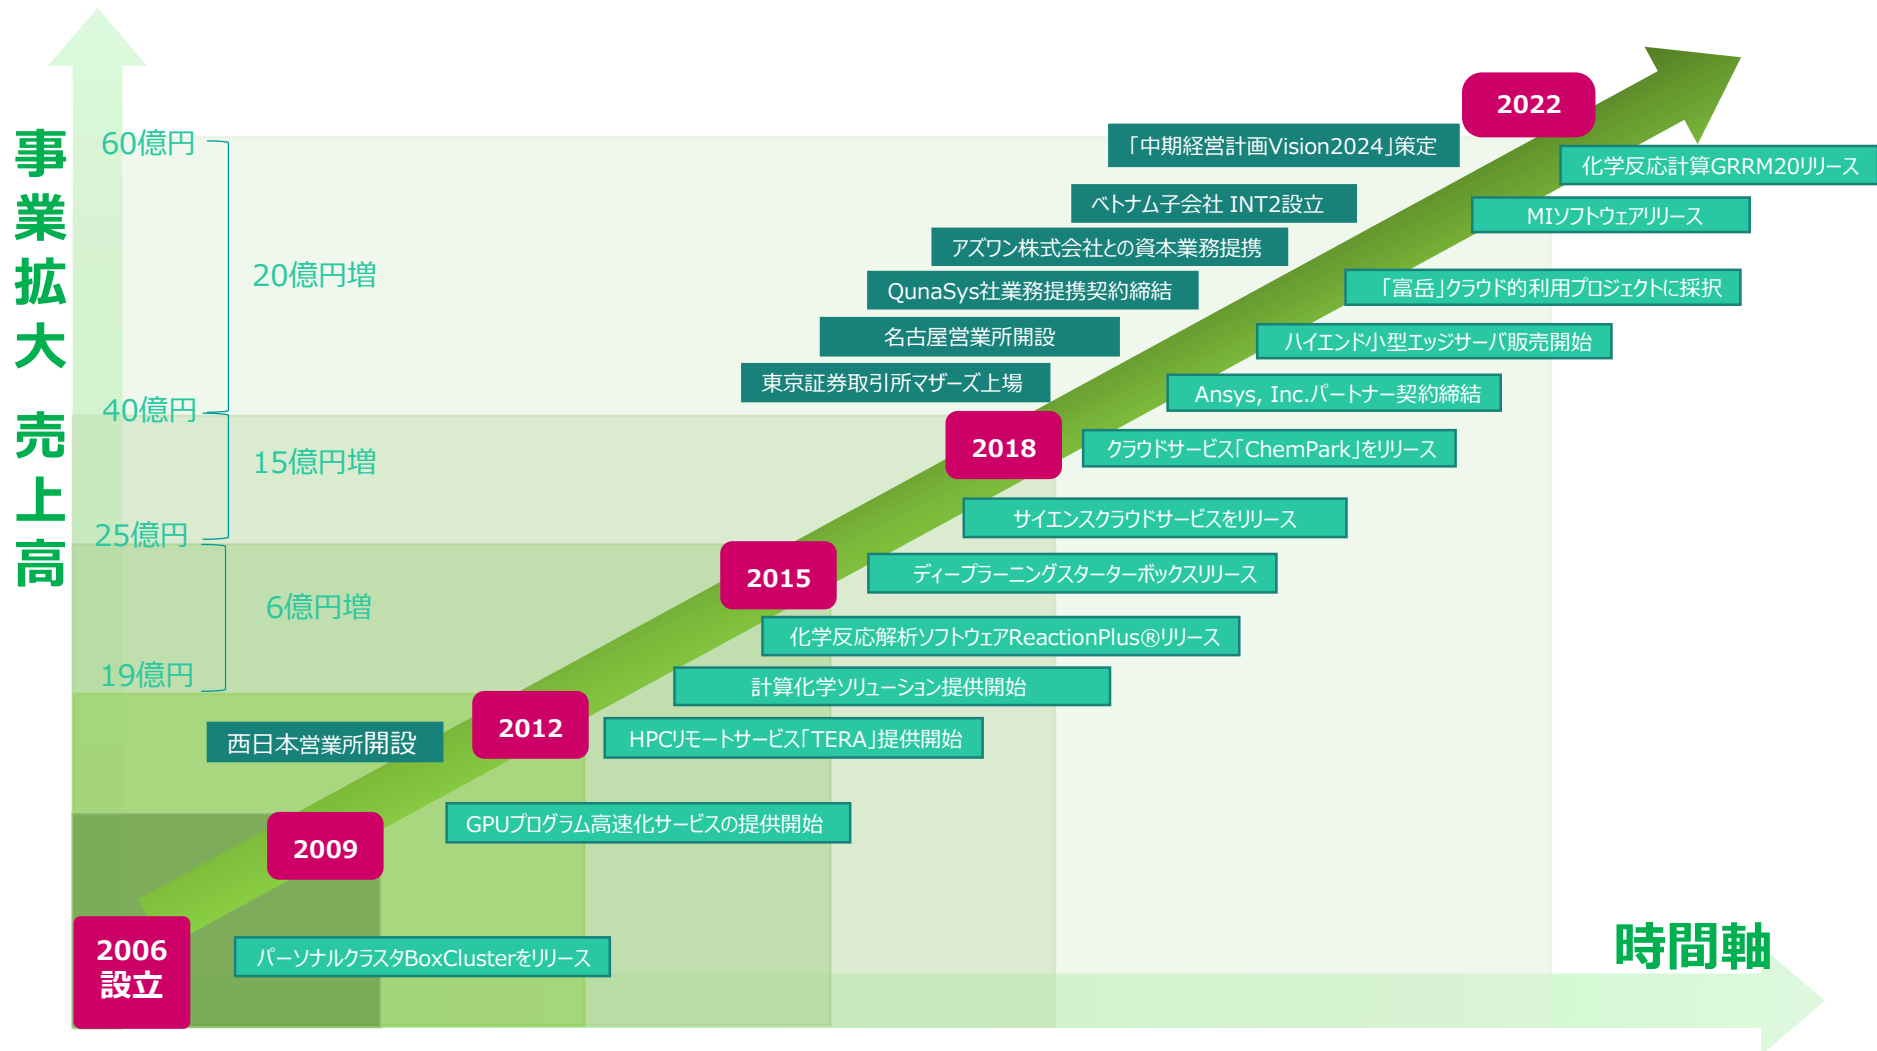 事業拡大 売上高
60億円
20億円増
40億円
15億円増
25億円
6億円増
19億円
2022
「中期経営計画Vision2024」策定
化学反応計算GRRM20リリース
ベトナム子会社 INT2設立
MIソフトウェアリリース
アズワン株式会社との資本業務提携
QunaSys社業務提携契約締結
「富岳」クラウド的利用プロジェクトに採択
名古屋営業所開設
ハイエンド小型エッジサーバ販売開始
東京証券取引所マザーズ上場
Ansys, Inc.パートナー契約締結
2018
クラウドサービス「ChemPark」をリリース
サイエンスクラウドサービスをリリース
2015
ディープラーニングスターターボックスリリース
化学反応解析ソフトウェアReactionPlus®リリース
計算化学ソリューション提供開始
2012
西日本営業所開設
HPCリモートサービス「TERA」提供開始
2009
GPUプログラム高速化サービスの提供開始
2006
設立
パーソナルクラスタBoxClusterをリリース
時間軸